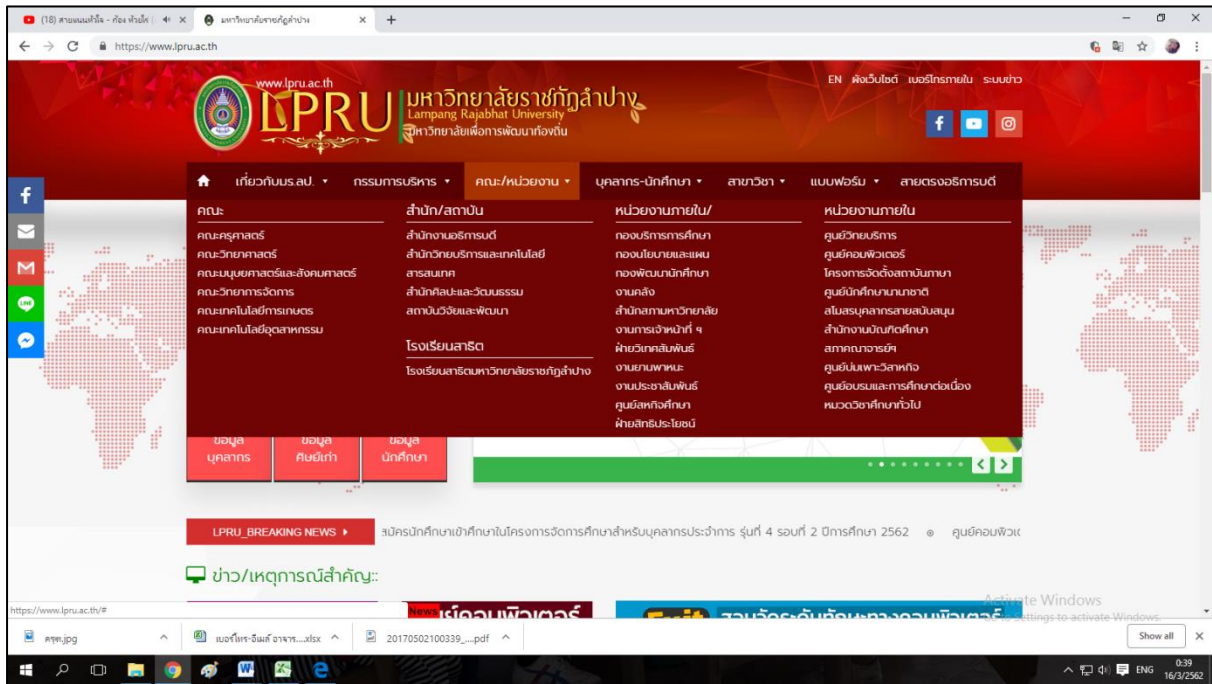 (18) สายแนนหัวใจ - ก้อง ห้วยไร่ (
มหาวิทยาลัยราชภัฏลำปาง
https://www.lpru.ac.th
www.lpru.ac.th
LPRU
มหาวิทยาลัยราชภัฏลำปาง
Lampang Rajabhat University
มหาวิทยาลัยเพื่อการพัฒนาท้องถิ่น
EN ผังเว็บไซต์ เบอร์โทรภายใน ระบบข่าว
เกี่ยวกับมร.ลป. กรรมการบริหาร คณะ/หน่วยงาน บุคลากร-นักศึกษา สาขาวิชา แบบฟอร์ม สายตรงอธิการบดี
คณะ
คณะครุศาสตร์
คณะวิทยาศาสตร์
คณะมนุษยศาสตร์และสังคมศาสตร์
คณะวิทยาการจัดการ
คณะเทคโนโลยีการเกษตร
คณะเทคโนโลยีอุตสาหกรรม
สำนัก/สถาบัน
สำนักงานอธิการบดี
สำนักวิทยบริการและเทคโนโลยี
สารสนเทศ
สำนักศิลปะและวัฒนธรรม
สถาบันวิจัยและพัฒนา
โรงเรียนสาธิต
โรงเรียนสาธิตมหาวิทยาลัยราชภัฏลำปาง
หน่วยงานภายใน/
กองบริการการศึกษา
กองนโยบายและแผน
กองพัฒนานักศึกษา
งานคลัง
สำนักสภามหาวิทยาลัย
งานการเจ้าหน้าที่ ฯ
ฝ่ายวิเทศสัมพันธ์
งานยานพาหนะ
งานประชาสัมพันธ์
ศูนย์สหกิจศึกษา
ฝ่ายสิทธิประโยชน์
หน่วยงานภายใน
ศูนย์วิทยบริการ
ศูนย์คอมพิวเตอร์
โครงการจัดตั้งสถาบันภาษา
ศูนย์นักศึกษานานาชาติ
สโมสรบุคลากรสายสนับสนุน
สำนักงานบัณฑิตศึกษา
สภาคณาจารย์ฯ
ศูนย์บ่มเพาะวิสาหกิจ
ศูนย์อบรมและการศึกษาต่อเนื่อง
หมวดวิชาศึกษาทั่วไป
ข้อมูล ข้อมูล ข้อมูล
บุคลากร ศิษย์เก่า นักศึกษา
LPRU_BREAKING NEWS สมัครนักศึกษาเข้าศึกษาในโครงการจัดการศึกษาสำหรับบุคลากรประจำการ รุ่นที่ 4 รอบที่ 2 ปีการศึกษา 2562 ศูนย์คอมพิวเต
ข่าว/เหตุการณ์สำคัญ::
https://www.lpru.ac.th/#
News
Activate Windows
Go to Settings to activate Windows.
ครุฑ.jpg เบอร์โทร-อีเมล์ อาจาร....xlsx 20170502100339_....pdf Show all
ENG 0:39
16/3/2562